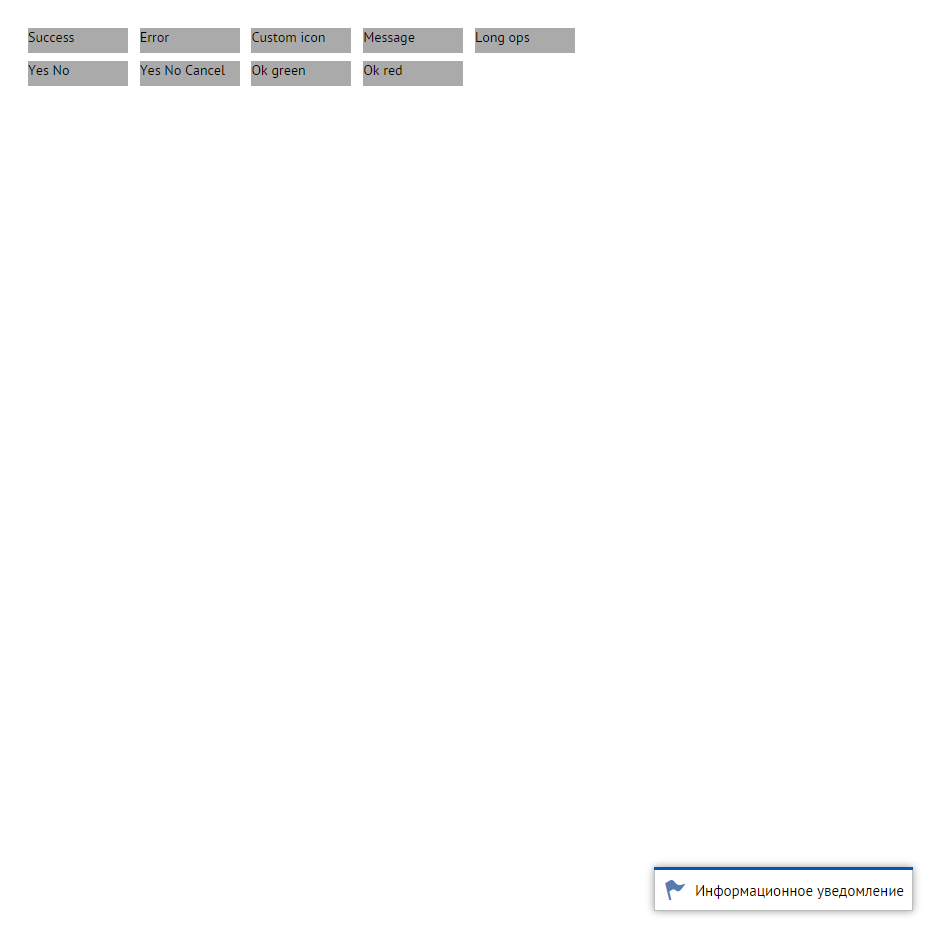 Success Error Custom icon Message Long ops
Yes No Yes No Cancel Ok green Ok red
Информационное уведомление